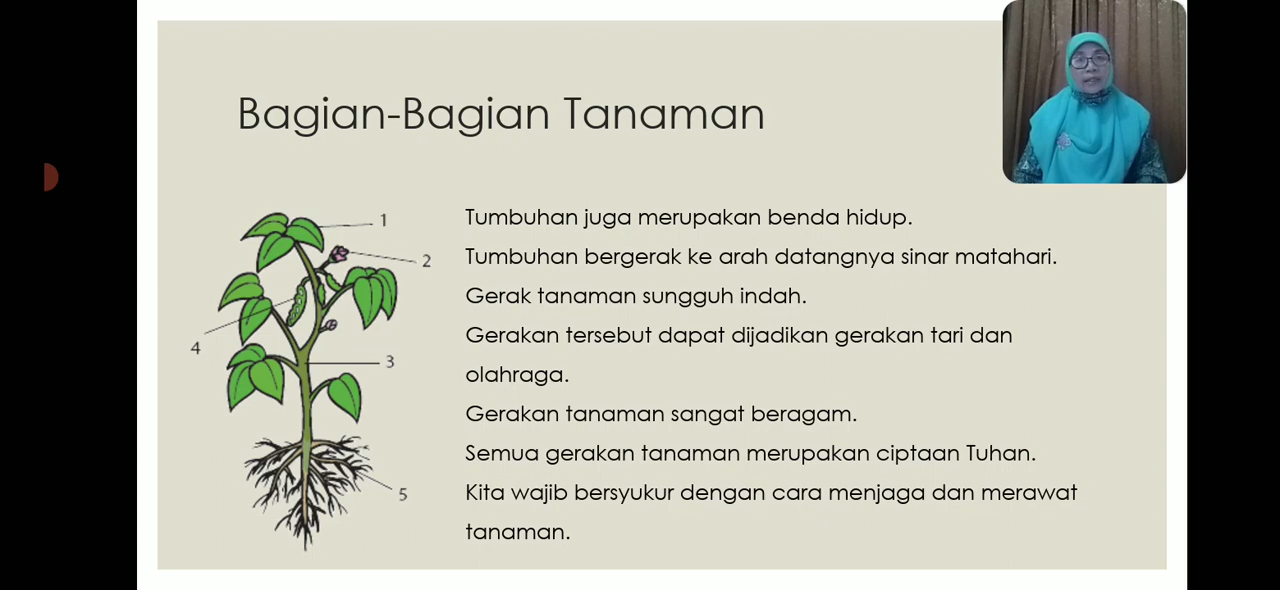 Bagian-Bagian Tanaman
1
2
4
3
5
Tumbuhan juga merupakan benda hidup.
Tumbuhan bergerak ke arah datangnya sinar matahari.
Gerak tanaman sungguh indah.
Gerakan tersebut dapat dijadikan gerakan tari dan
olahraga.
Gerakan tanaman sangat beragam.
Semua gerakan tanaman merupakan ciptaan Tuhan.
Kita wajib bersyukur dengan cara menjaga dan merawat
tanaman.